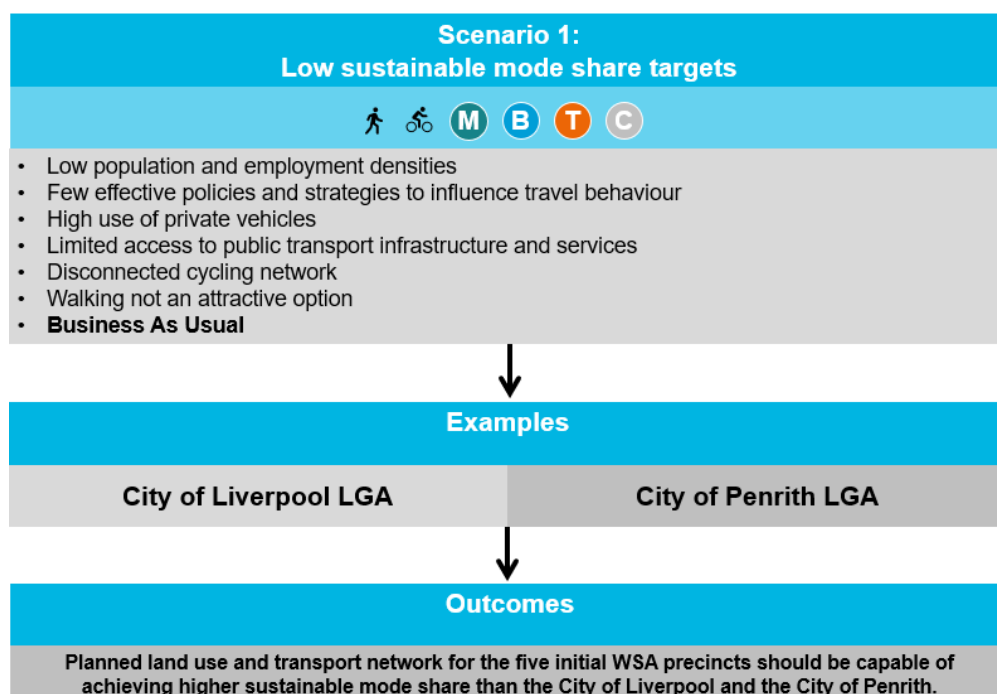 Scenario 1:
Low sustainable mode share targets
M B T C
• Low population and employment densities
• Few effective policies and strategies to influence travel behaviour
• High use of private vehicles
• Limited access to public transport infrastructure and services
• Disconnected cycling network
• Walking not an attractive option
• Business As Usual
Examples
City of Liverpool LGA
City of Penrith LGA
Outcomes
Planned land use and transport network for the five initial WSA precincts should be capable of
achieving higher sustainable mode share than the City of Liverpool and the City of Penrith.